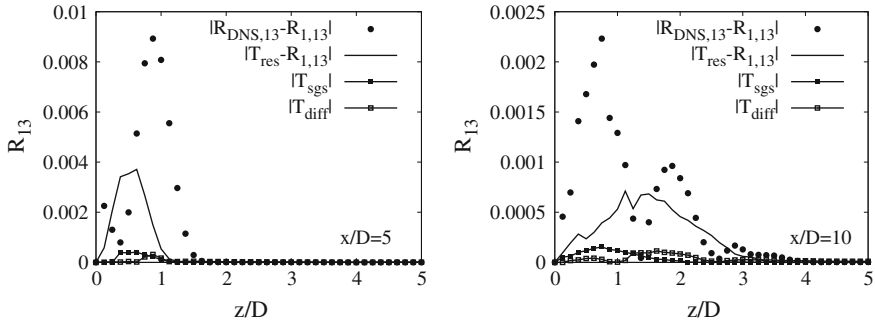 0.01
0.008
0.006
0.004
0.002
0
R13
|RDNS,13-R1,13|
|Tres-R1,13|
|Tsgs|
|Tdiff|
x/D=5
0 1 2 3 4 5
z/D
0.0025
0.002
0.0015
0.001
0.0005
0
R13
|RDNS,13-R1,13|
|Tres-R1,13|
|Tsgs|
|Tdiff|
x/D=10
0 1 2 3 4 5
z/D